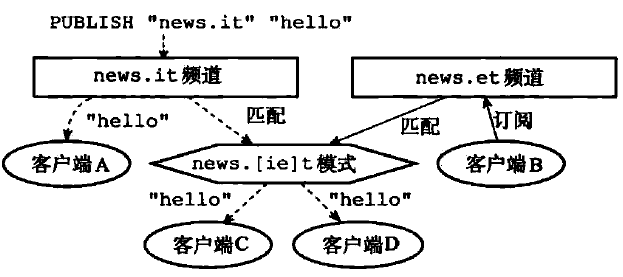 PUBLISH "news.it" "hello"
news.it 频道
news.et 频道
"hello"
匹配
匹配
订阅
客户端A
news.[ie]t 模式
客户端B
"hello"
"hello"
客户端C
客户端D